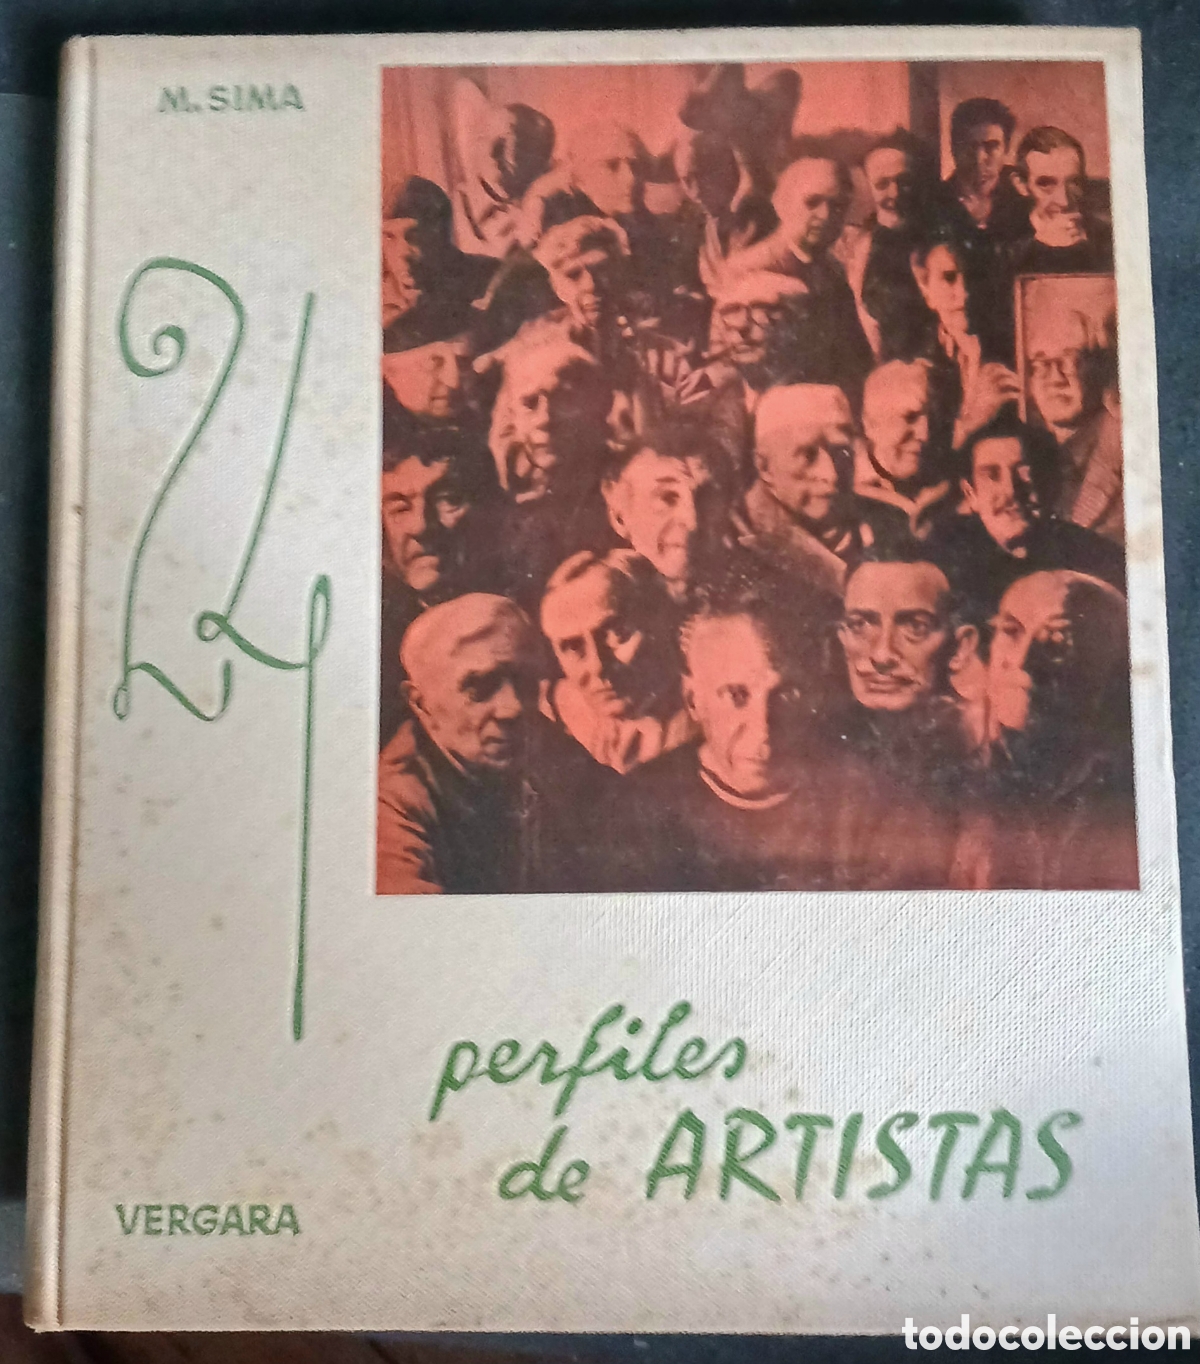 M. SIMA
24
perfiles
de ARTISTAS
VERGARA
todocoleccion